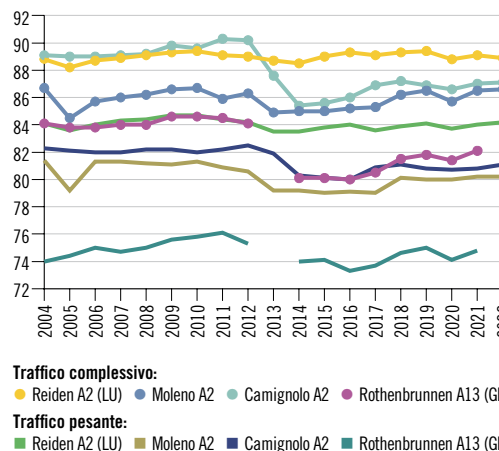 92
90
88
86
84
82
80
78
76
74
72
2004 2005 2006 2007 2008 2009 2010 2011 2012 2013 2014 2015 2016 2017 2018 2019 2020 2021
Traffico complessivo:
Reiden A2 (LU) Moleno A2 Camignolo A2 Rothenbrunnen A13
Traffico pesante:
Reiden A2 (LU) Moleno A2 Camignolo A2 Rothenbrunnen A13